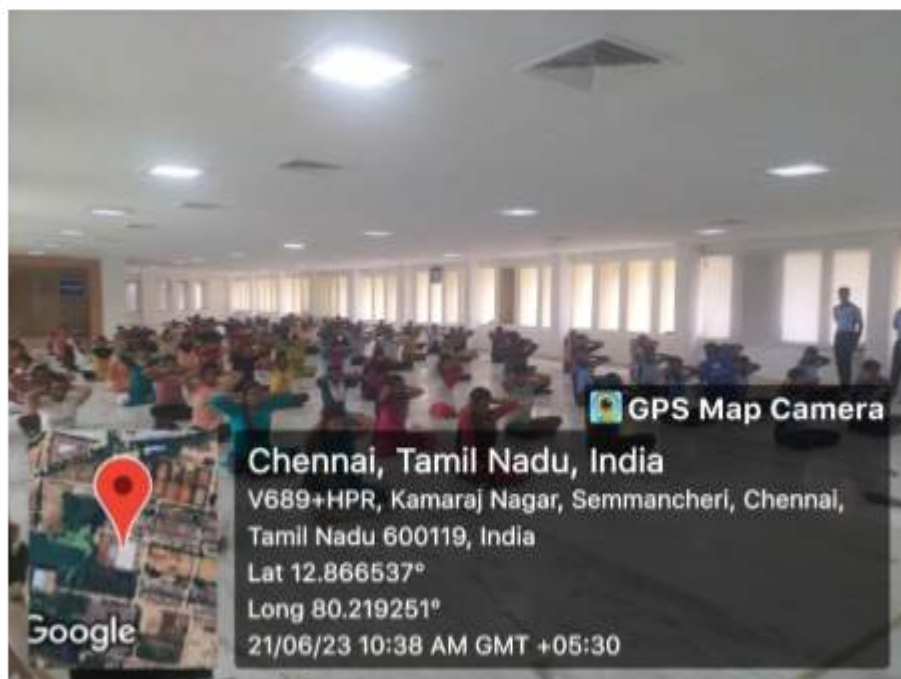 GPS Map Camera
Chennai, Tamil Nadu, India
V689+HPR, Kamaraj Nagar, Semmancheri, Chennai,
Tamil Nadu 600119, India
Lat 12.866537°
Long 80.219251°
21/06/23 10:38 AM GMT +05:30
Google